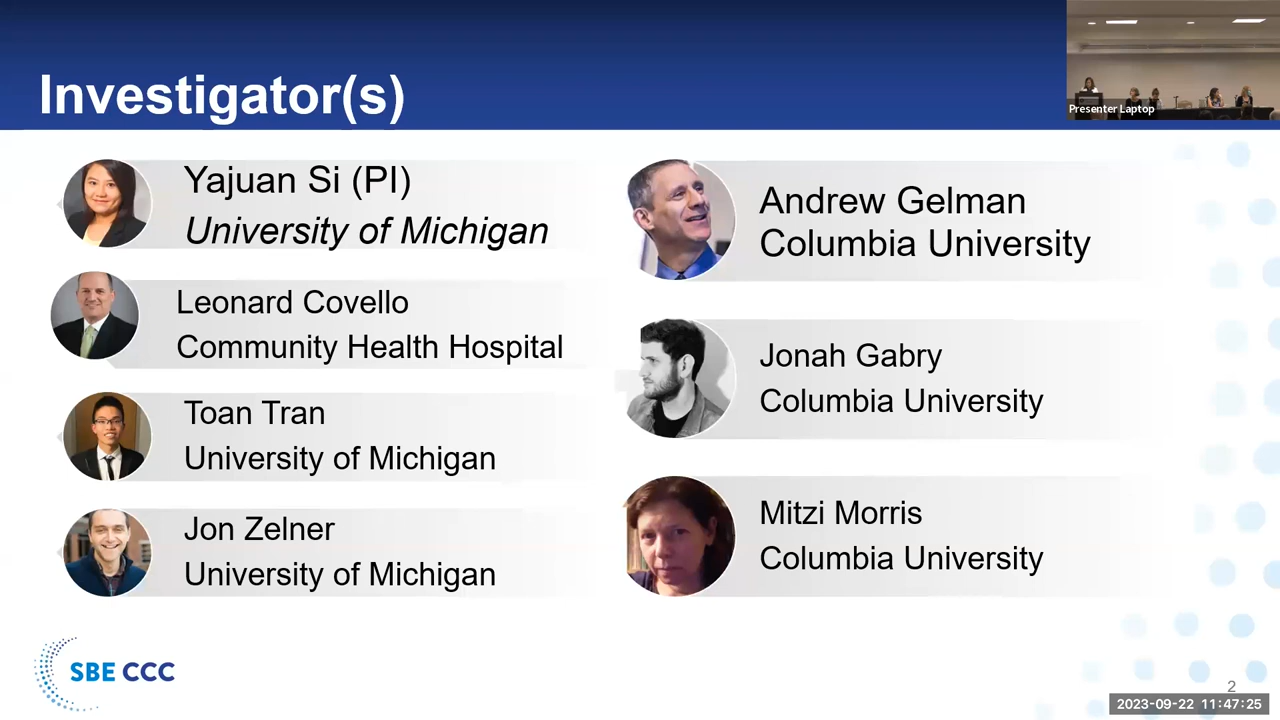 Investigator(s)
Presenter Laptop
Yajuan Si (PI)
University of Michigan
Leonard Covello
Community Health Hospital
Toan Tran
University of Michigan
Jon Zelner
University of Michigan
Andrew Gelman
Columbia University
Jonah Gabry
Columbia University
Mitzi Morris
Columbia University
SBE CCC
2
2023-09-22 11:47:25